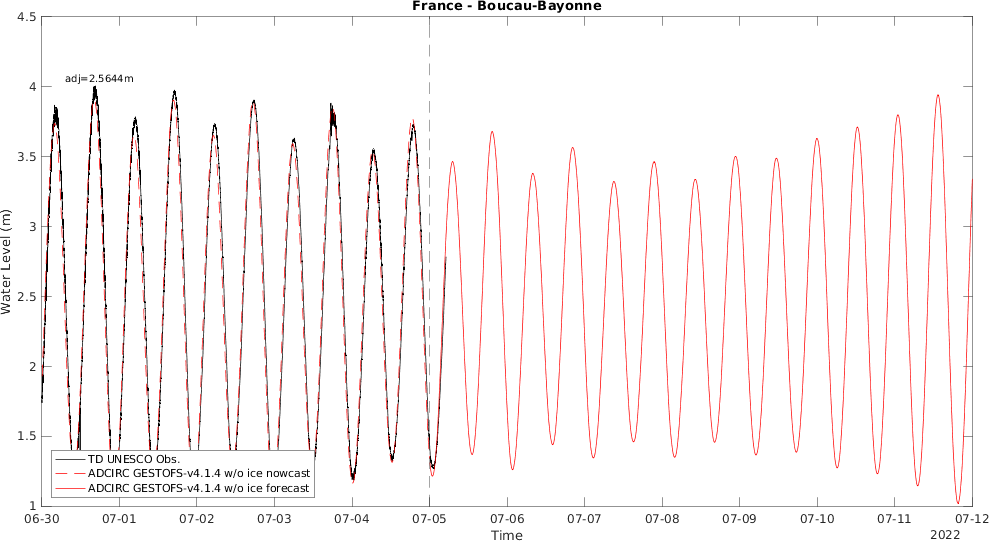 France - Boucau-Bayonne
4.5
adj=2.5644m
4
3.5
3
2.5
2
1.5
1
Water Level (m)
TD UNESCO Obs.
ADCIRC GESTOFS-v4.1.4 w/o ice nowcast
ADCIRC GESTOFS-v4.1.4 w/o ice forecast
06-30 07-01 07-02 07-03 07-04 07-05 07-06 07-07 07-08 07-09 07-10 07-11 07-12
Time
2022